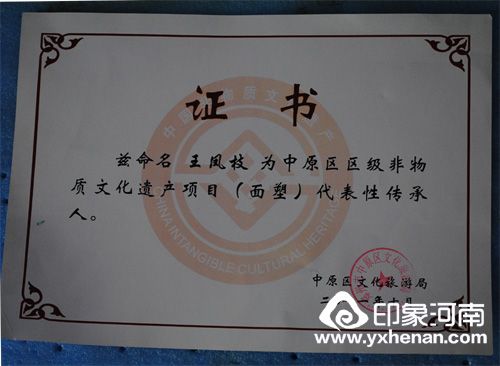 证 书
兹命名 王凤枝 为中原区区级非物
质文化遗产项目（面塑）代表性传承
人。
CHINA INTANGIBLE CULTURAL HERITAGE
中原区文化旅游局
印象河南
www.yxhenan.com